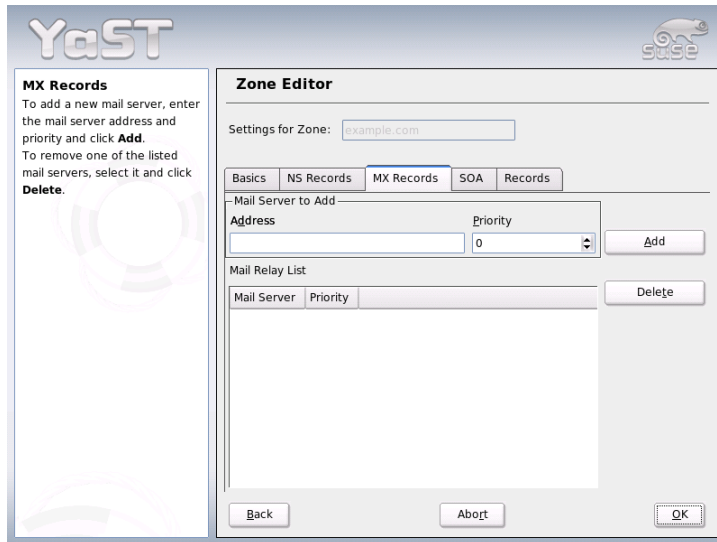 YaST
SUSE
MX Records
To add a new mail server, enter
the mail server address and
priority and click Add.
To remove one of the listed
mail servers, select it and click
Delete.
Zone Editor
Settings for Zone: example.com
Basics NS Records MX Records SOA Records
Mail Server to Add
Address Priority
0 Add
Mail Relay List
Delete
Mail Server Priority
Back Abort OK